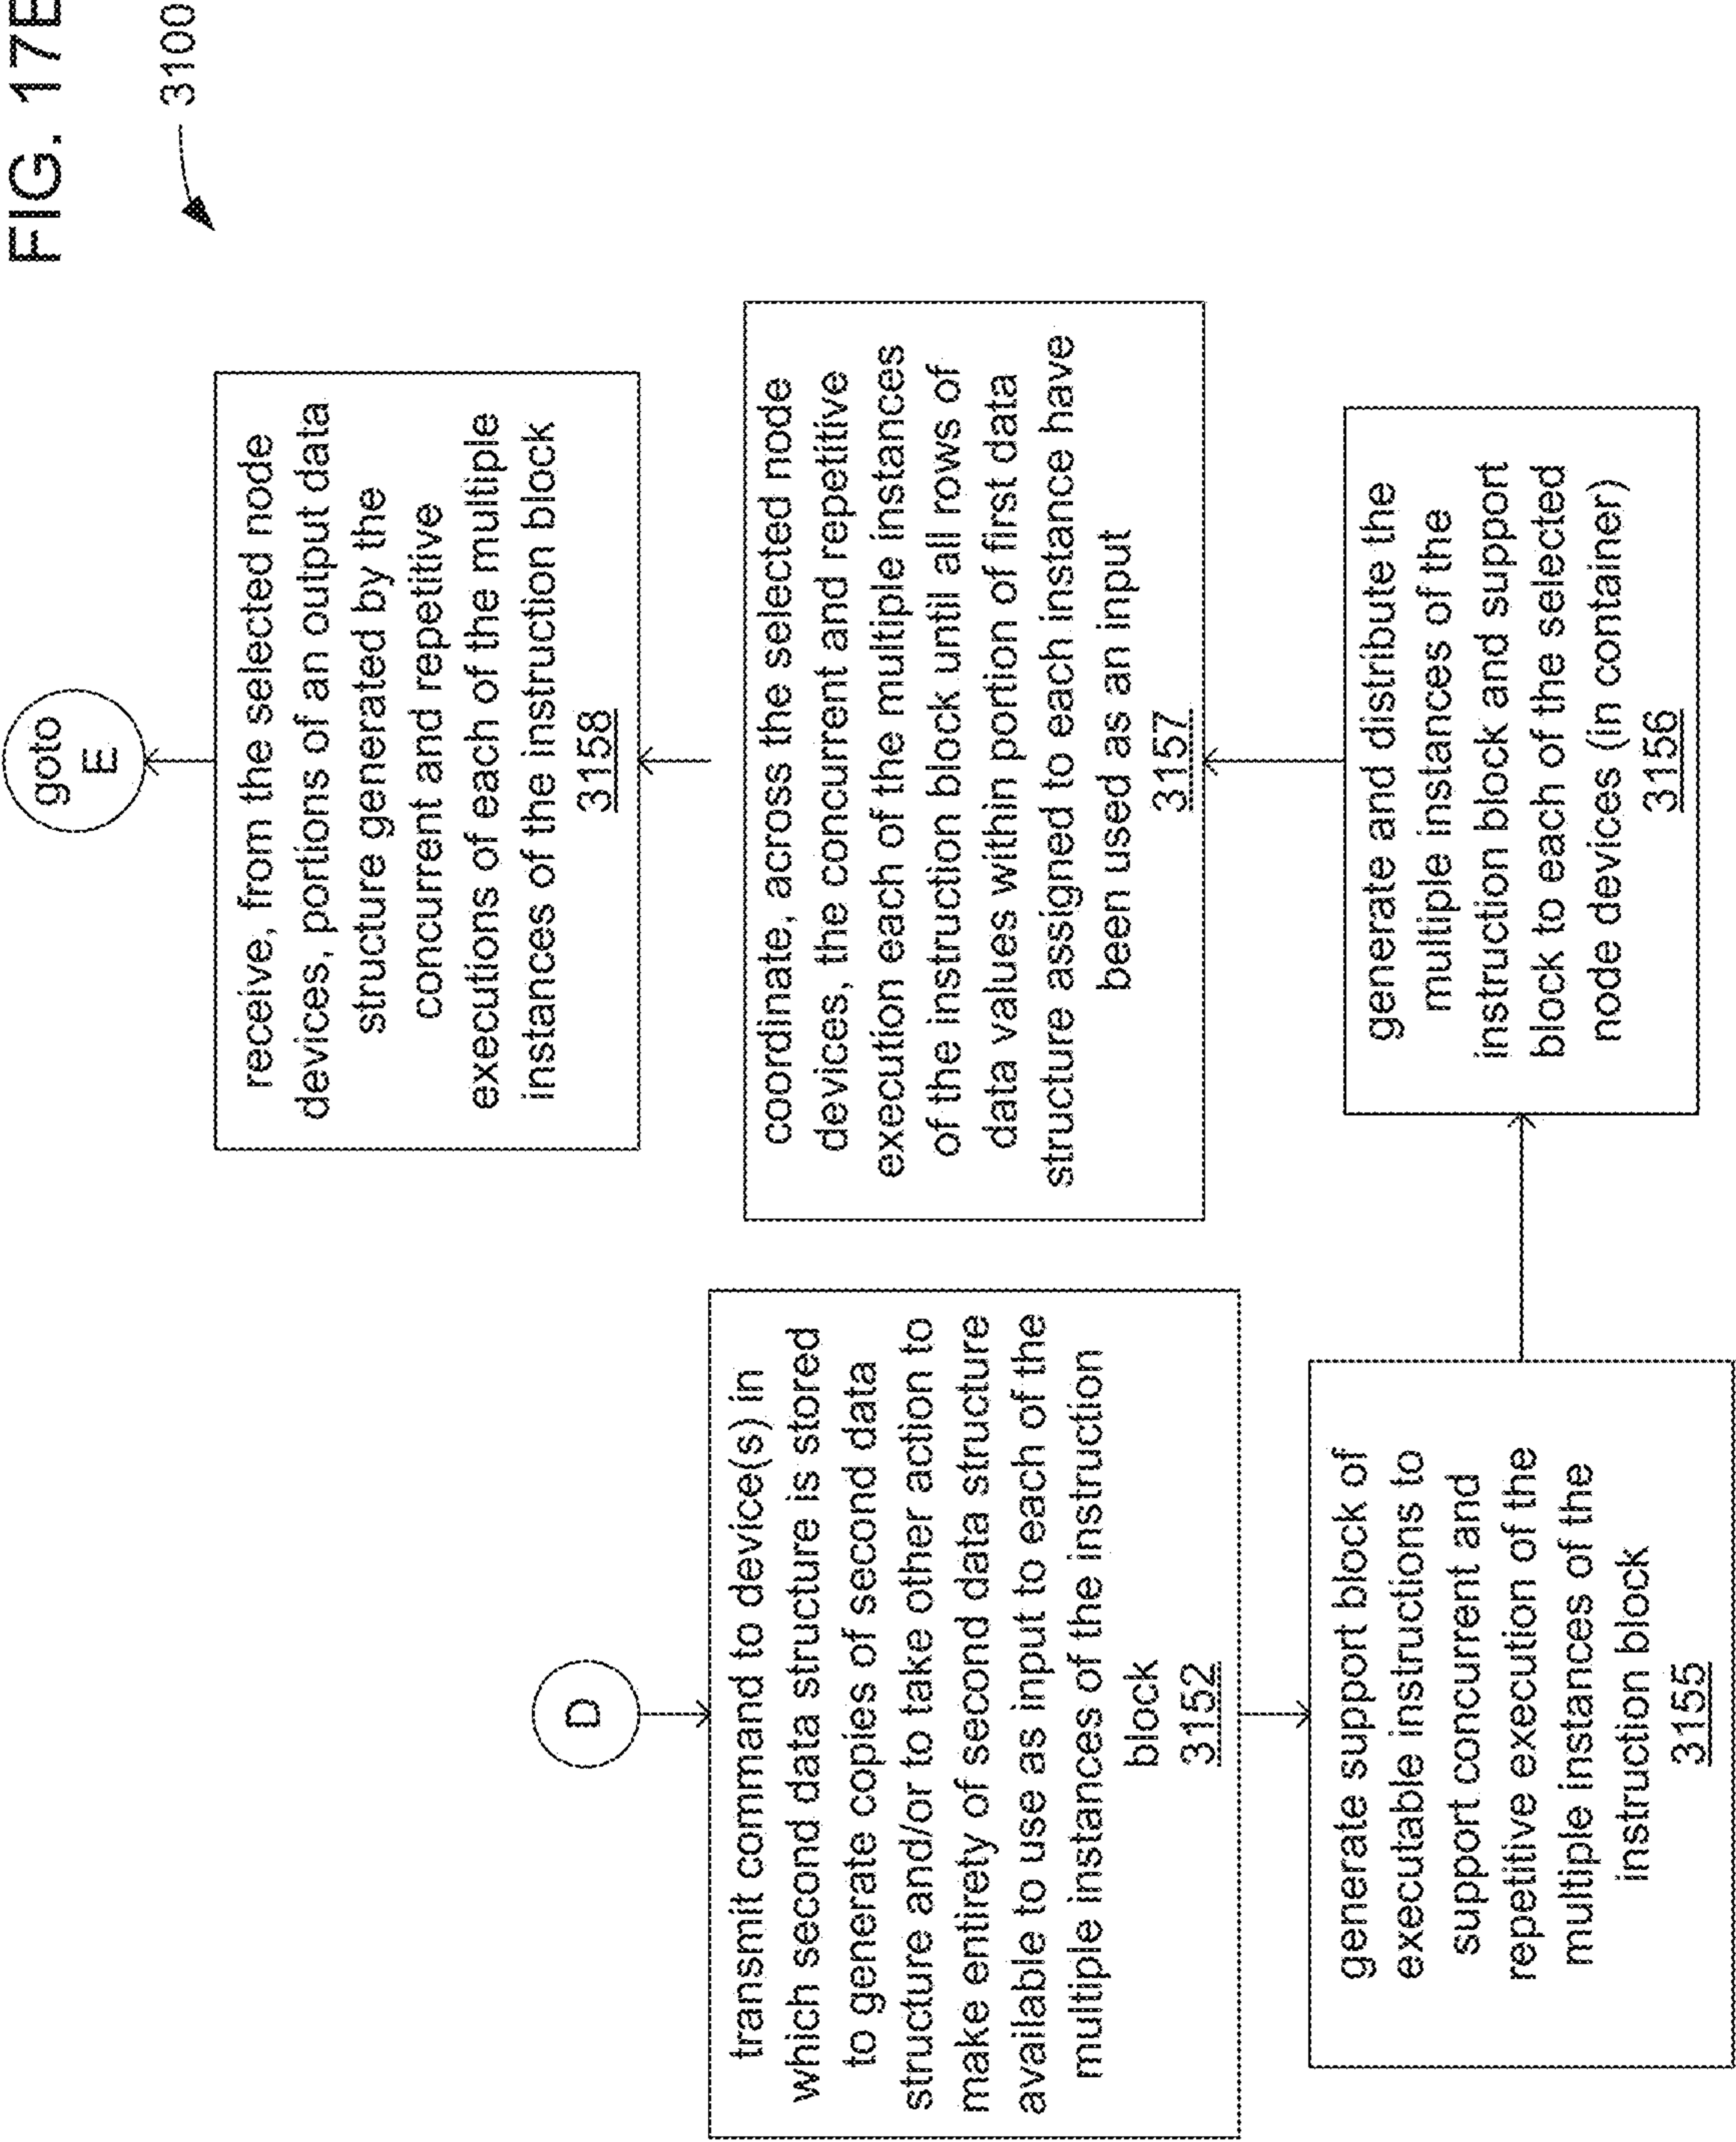 FIG. 17E
3100
D
transmit command to device(s) in
which second data structure is stored
to generate copies of second data
structure and/or to take other action to
make entirety of second data structure
available to use as input to each of the
multiple instances of the instruction
block
3152
generate support block of
executable instructions to
support concurrent and
repetitive execution of the
multiple instances of the
instruction block
3155
generate and distribute the
multiple instances of the
instruction block and support
block to each of the selected
node devices (in container)
3156
coordinate, across the selected node
devices, the concurrent and repetitive
execution each of the multiple instances
of the instruction block until all rows of
data values within portion of first data
structure assigned to each instance have
been used as an input
3157
receive, from the selected node
devices, portions of an output data
structure generated by the
concurrent and repetitive
executions of each of the multiple
instances of the instruction block
3158
goto
E